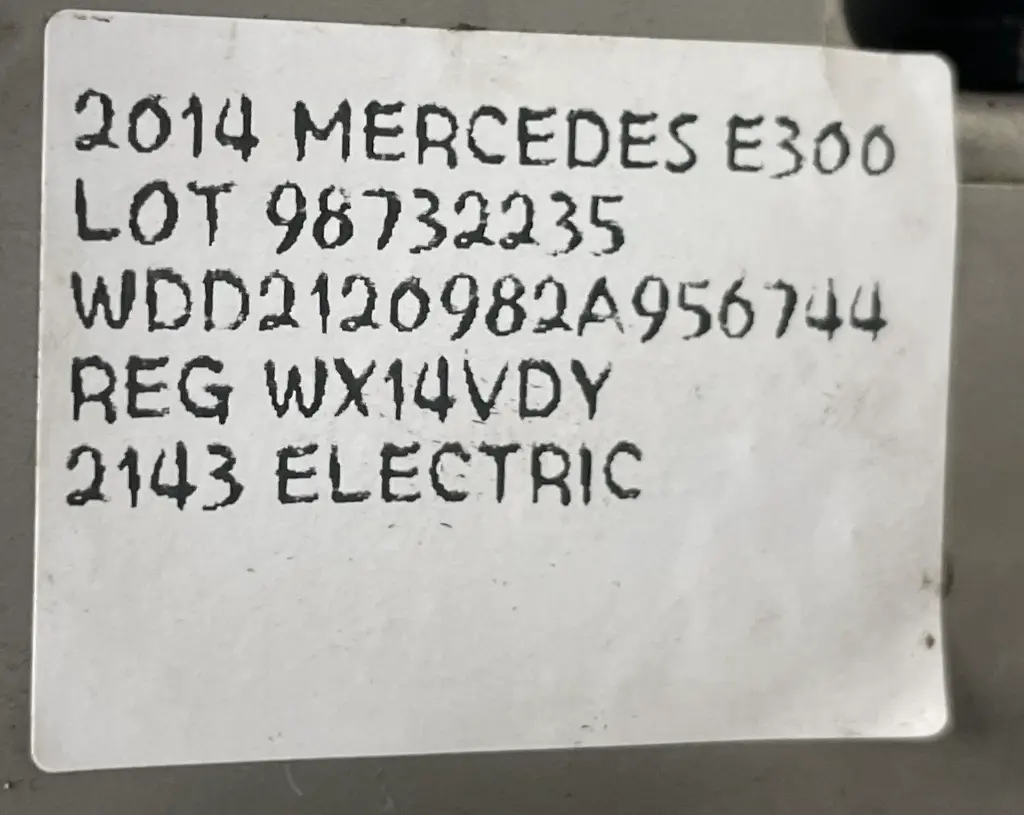 2014 MERCEDES E300
LOT 98732235
WDD2120982A956744
REG WX14VDY
2143 ELECTRIC